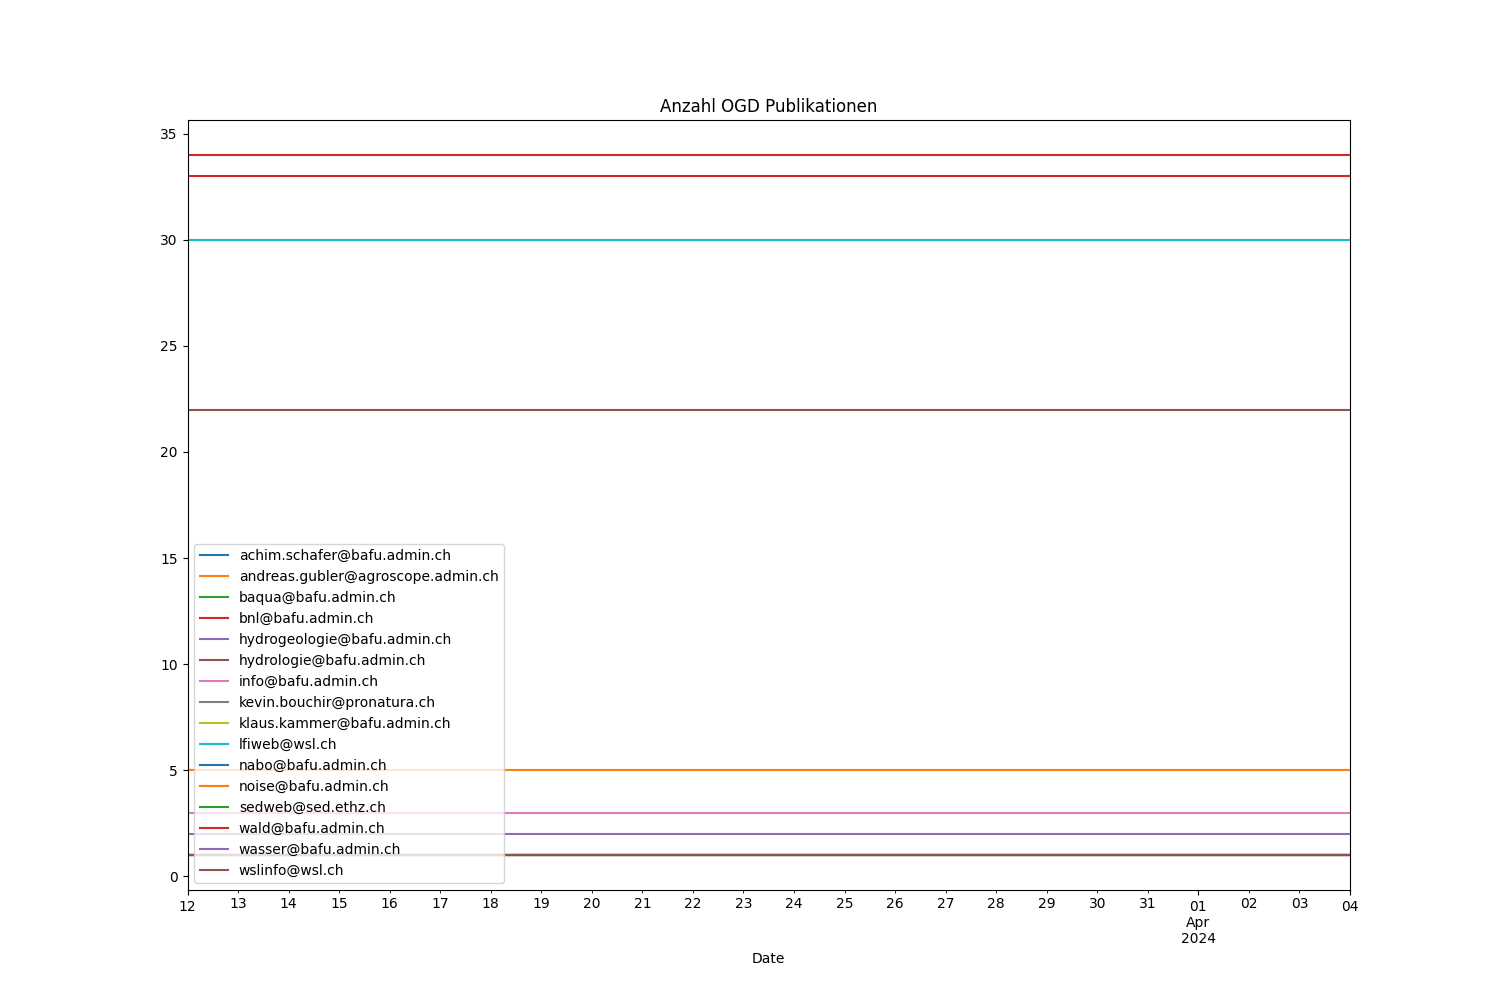 Anzahl OGD Publikationen
35
30
25
20
15
10
5
0
achim.schafer@bafu.admin.ch
andreas.gubler@agroscope.admin.ch
baqua@bafu.admin.ch
bnl@bafu.admin.ch
hydrogeologie@bafu.admin.ch
hydrologie@bafu.admin.ch
info@bafu.admin.ch
kevin.bouchir@pronatura.ch
klaus.kammer@bafu.admin.ch
lfiweb@wsl.ch
nabo@bafu.admin.ch
noise@bafu.admin.ch
sedweb@sed.ethz.ch
wald@bafu.admin.ch
wasser@bafu.admin.ch
wslinfo@wsl.ch
12 13 14 15 16 17 18 19 20 21 22 23 24 25 26 27 28 29 30 31 01 02 03 04
Apr
2024
Date